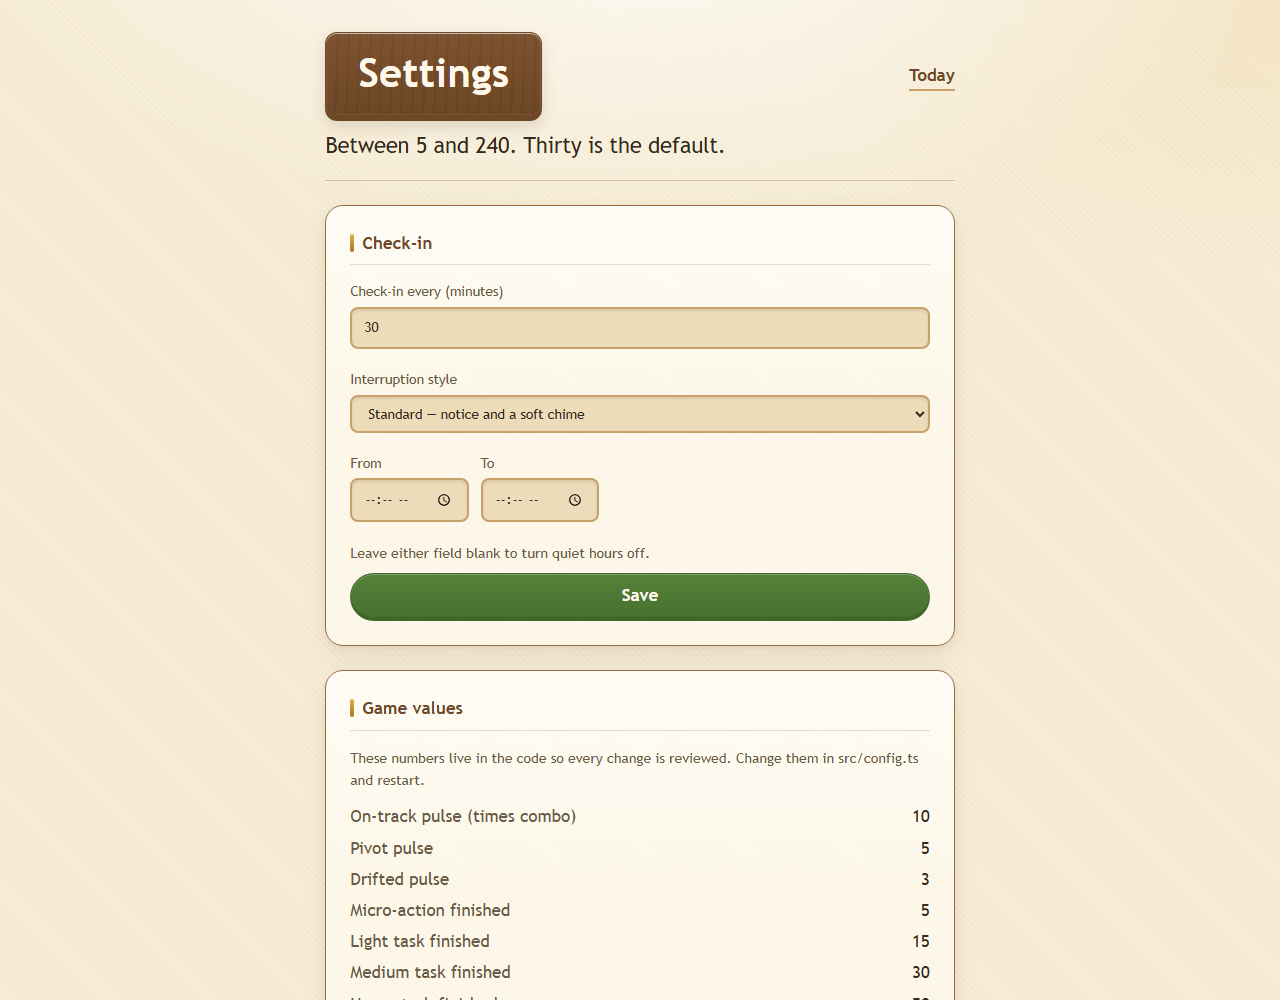 Settings
Today
Between 5 and 240. Thirty is the default.
Check-in
Check-in every (minutes)
30
Interruption style
Standard — notice and a soft chime
From
To
--:-- --
--:-- --
Leave either field blank to turn quiet hours off.
Save
Game values
These numbers live in the code so every change is reviewed. Change them in src/config.ts
and restart.
On-track pulse (times combo) 10
Pivot pulse 5
Drifted pulse 3
Micro-action finished 5
Light task finished 15
Medium task finished 30